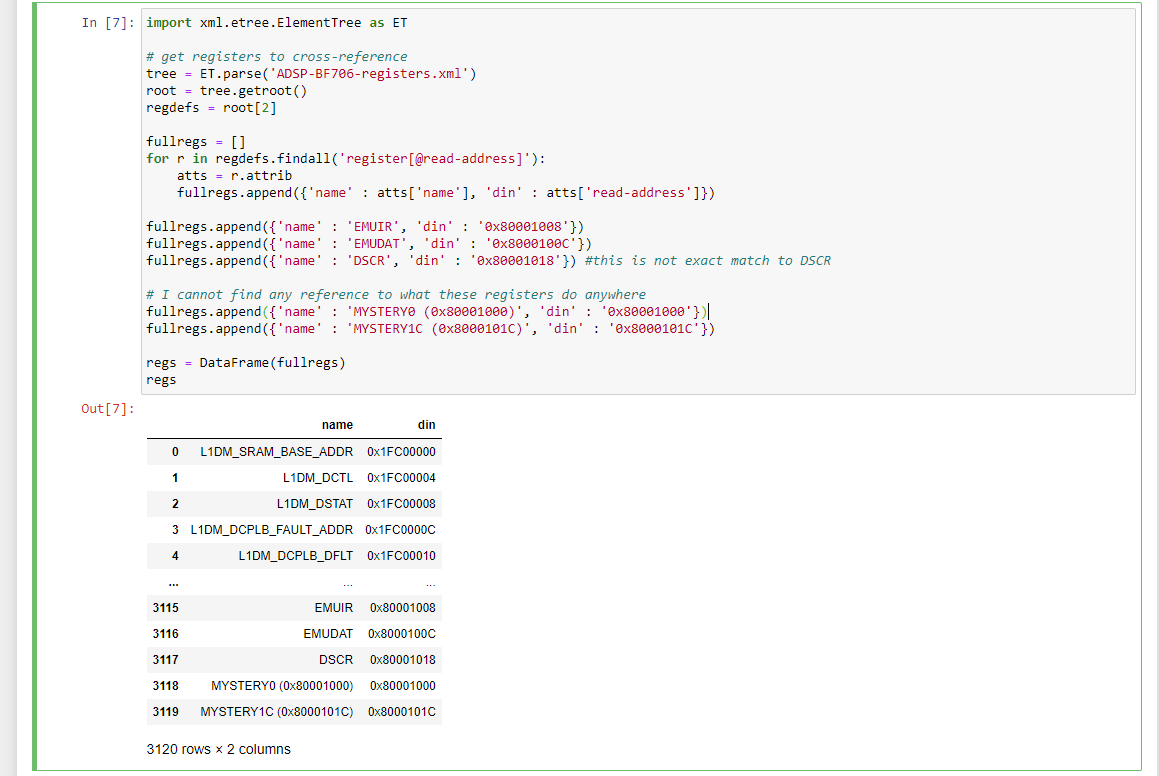 In [7]: import xml.etree.ElementTree as ET
# get registers to cross-reference
tree = ET.parse('ADSP-BF706-registers.xml')
root = tree.getroot()
regdefs = root[2]
fullregs = []
for r in regdefs.findall('register[@read-address]'):
    atts = r.attrib
    fullregs.append({'name' : atts['name'], 'din' : atts['read-address']})
fullregs.append({'name' : 'EMUIR', 'din' : '0x80001008'})
fullregs.append({'name' : 'EMUDAT', 'din' : '0x8000100C'})
fullregs.append({'name' : 'DSCR', 'din' : '0x80001018'}) #this is not exact match to DSCR
# I cannot find any reference to what these registers do anywhere
fullregs.append({'name' : 'MYSTERY0 (0x80001000)', 'din' : '0x80001000'})
fullregs.append({'name' : 'MYSTERY1C (0x8000101C)', 'din' : '0x8000101C'})
regs = DataFrame(fullregs)
regs
Out[7]:
name din
0 L1DM_SRAM_BASE_ADDR 0x1FC00000
1 L1DM_DCTL 0x1FC00004
2 L1DM_DSTAT 0x1FC00008
3 L1DM_DCPLB_FAULT_ADDR 0x1FC0000C
4 L1DM_DCPLB_DFLT 0x1FC00010
... ... ...
3115 EMUIR 0x80001008
3116 EMUDAT 0x8000100C
3117 DSCR 0x80001018
3118 MYSTERY0 (0x80001000) 0x80001000
3119 MYSTERY1C (0x8000101C) 0x8000101C
3120 rows × 2 columns